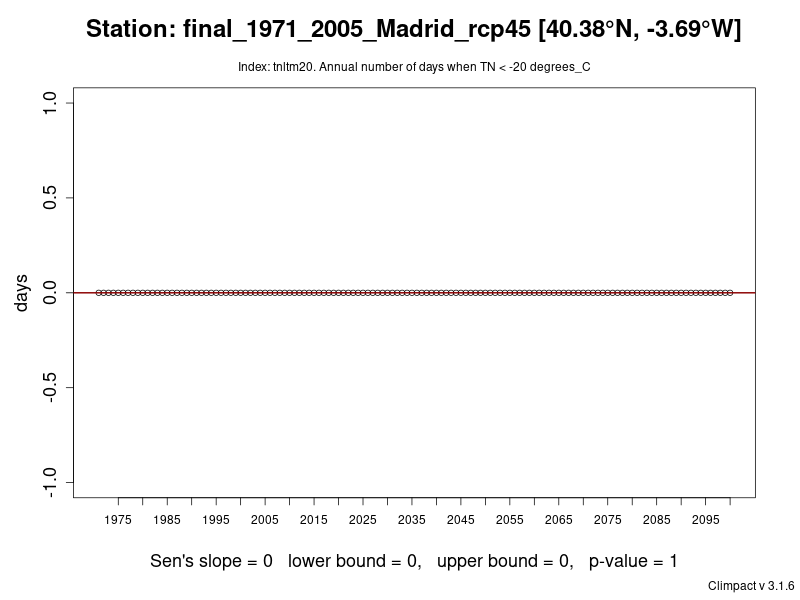 Station: final_1971_2005_Madrid_rcp45 [40.38°N, -3.69°W]
Index: tnltm20. Annual number of days when TN < -20 degrees_C
1.0
0.5
0.0
-0.5
-1.0
days
1975 1985 1995 2005 2015 2025 2035 2045 2055 2065 2075 2085 2095
Sen's slope = 0 lower bound = 0, upper bound = 0, p-value = 1
Climpact v 3.1.6